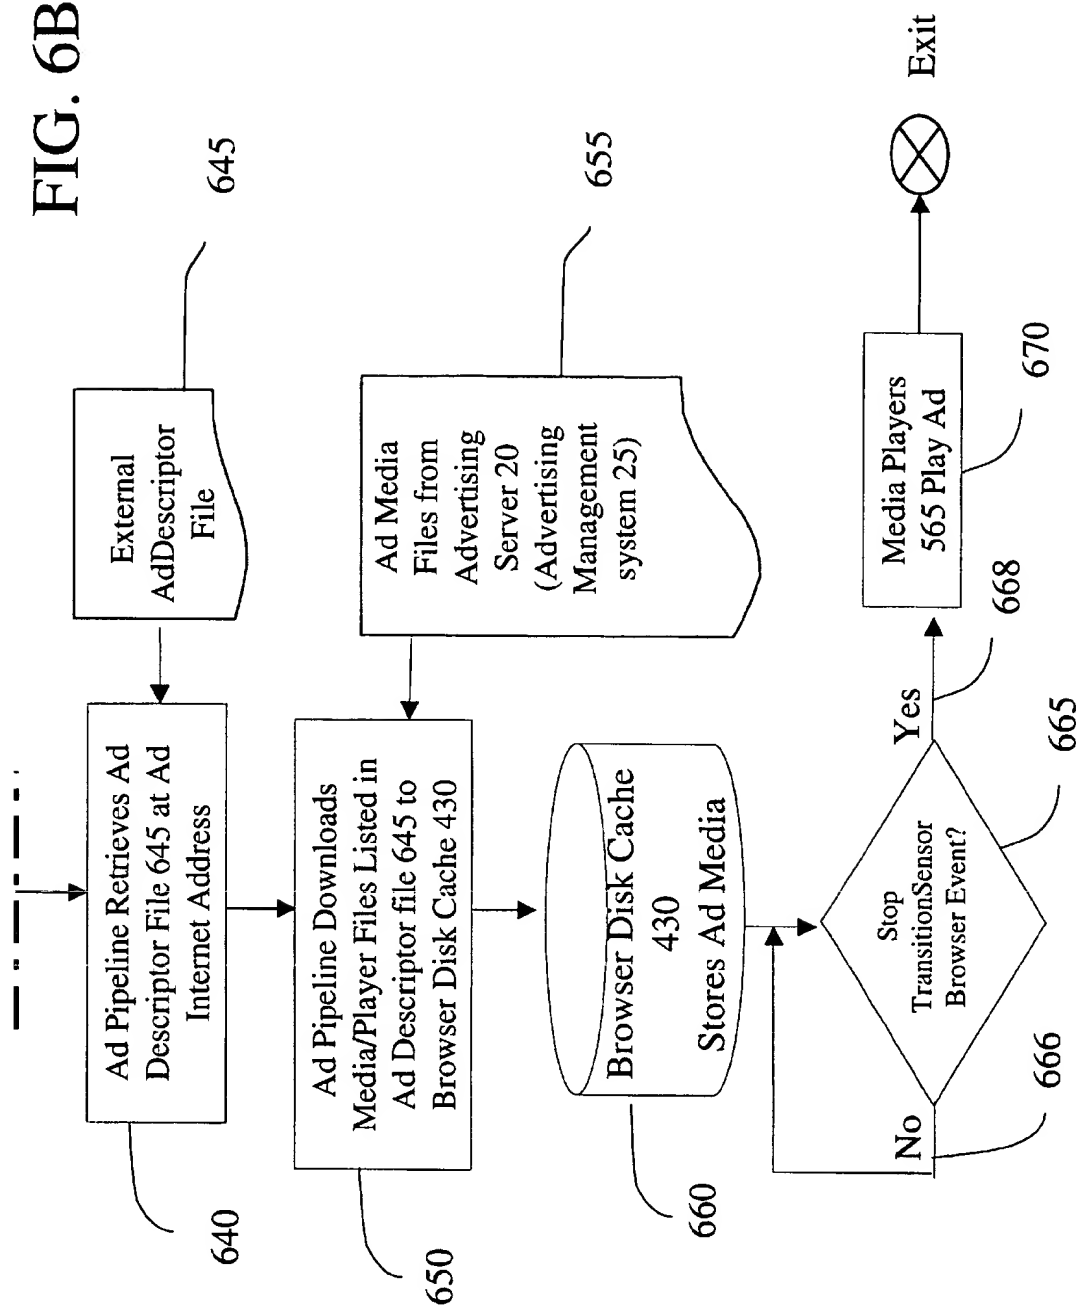 FIG. 6B
Ad Pipeline Retrieves Ad
Descriptor File 645 at Ad
Internet Address
640
External
AdDescriptor
File
645
Ad Pipeline Downloads
Media/Player Files Listed in
Ad Descriptor file 645 to
Browser Disk Cache 430
650
Ad Media
Files from
Advertising
Server 20
(Advertising
Management
system 25)
655
Browser Disk Cache
430
Stores Ad Media
660
Stop
TransitionSensor
Browser Event?
665
No
666
Yes
668
Media Players
565 Play Ad
670
Exit